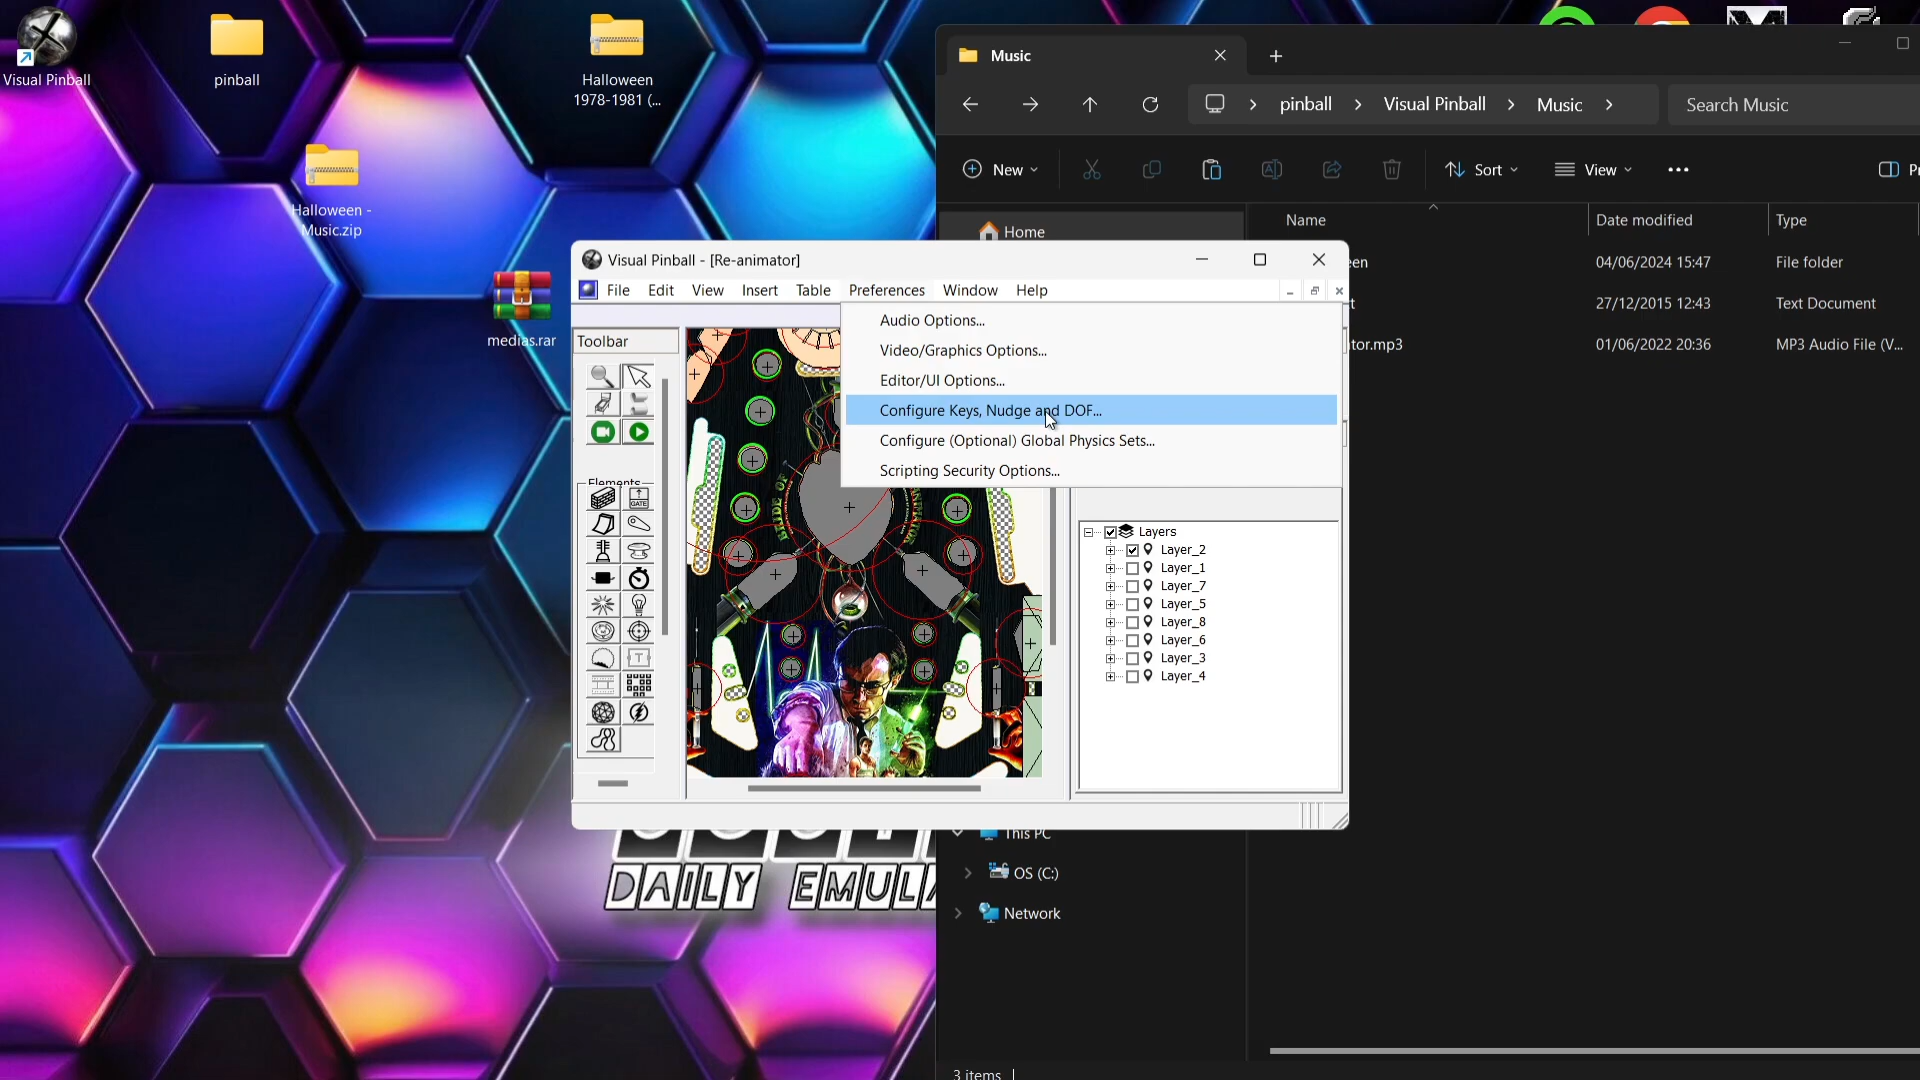 Visual Pinball
pinball
Halloween
1978-1981 (...
Halloween -
Music.zip
medias.rar
DAILY
Music
pinball > Visual Pinball > Music >
Search Music
New
Sort
View
Name
Date modified
Type
Home
04/06/2024 15:47
File folder
27/12/2015 12:43
Text Document
tor.mp3
01/06/2022 20:36
MP3 Audio File (V...
Visual Pinball - [Re-animator]
File Edit View Insert Table Preferences Window Help
Toolbar
Elements
GATE
T
Audio Options...
Video/Graphics Options...
Editor/UI Options...
Configure Keys, Nudge and DOF...
Configure (Optional) Global Physics Sets...
Scripting Security Options...
Layers
Layer_2
Layer_1
Layer_7
Layer_5
Layer_8
Layer_6
Layer_3
Layer_4
This PC
OS (C:)
Network
3 items